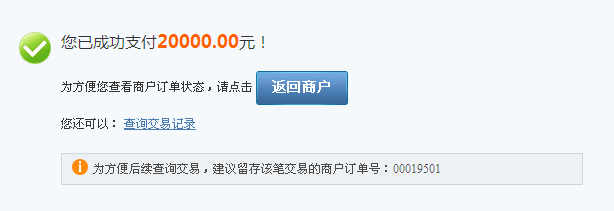 您已成功支付20000.00元！
为方便您查看商户订单状态，请点击 返回商户
您还可以： 查询交易记录
为方便后续查询交易，建议留存该笔交易的商户订单号：00019501